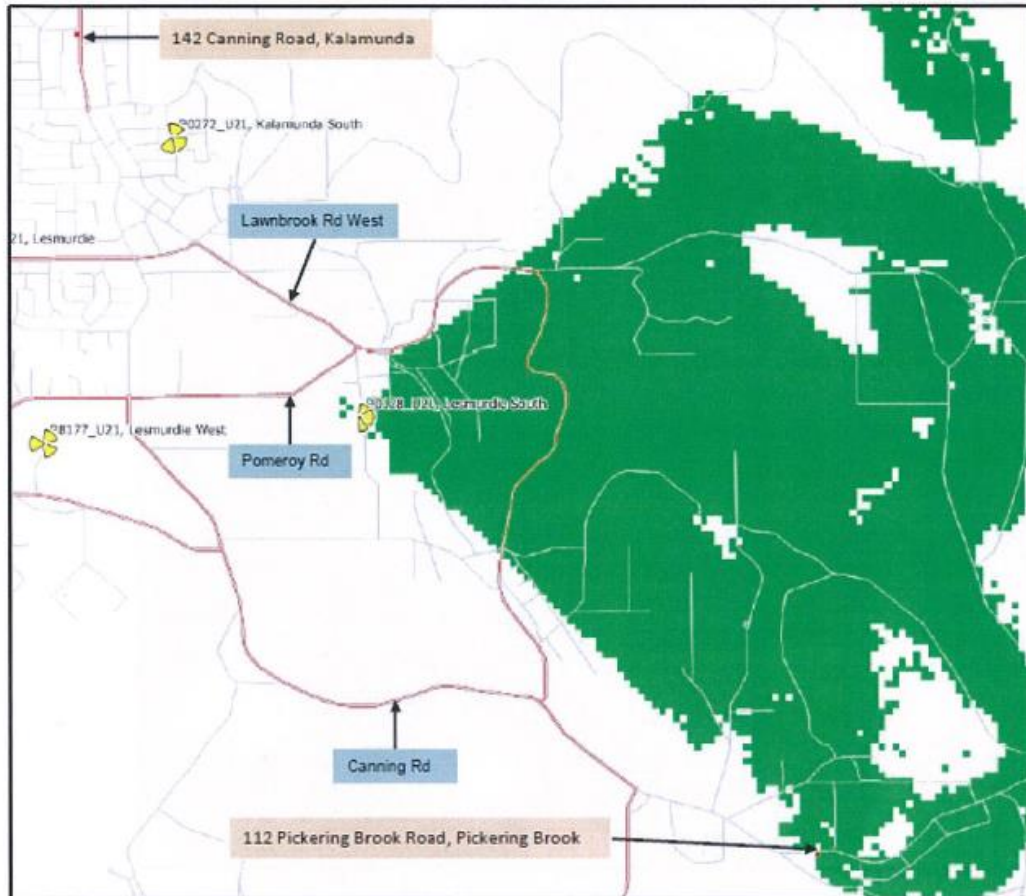 142 Canning Road, Kalamunda
P0272_U21, Kalamunda South
Lawnbrook Rd West
21, Lesmurdie
P0328_U21, Lesmurdie South
P8177_U21, Lesmurdie West
Pomeroy Rd
Canning Rd
112 Pickering Brook Road, Pickering Brook